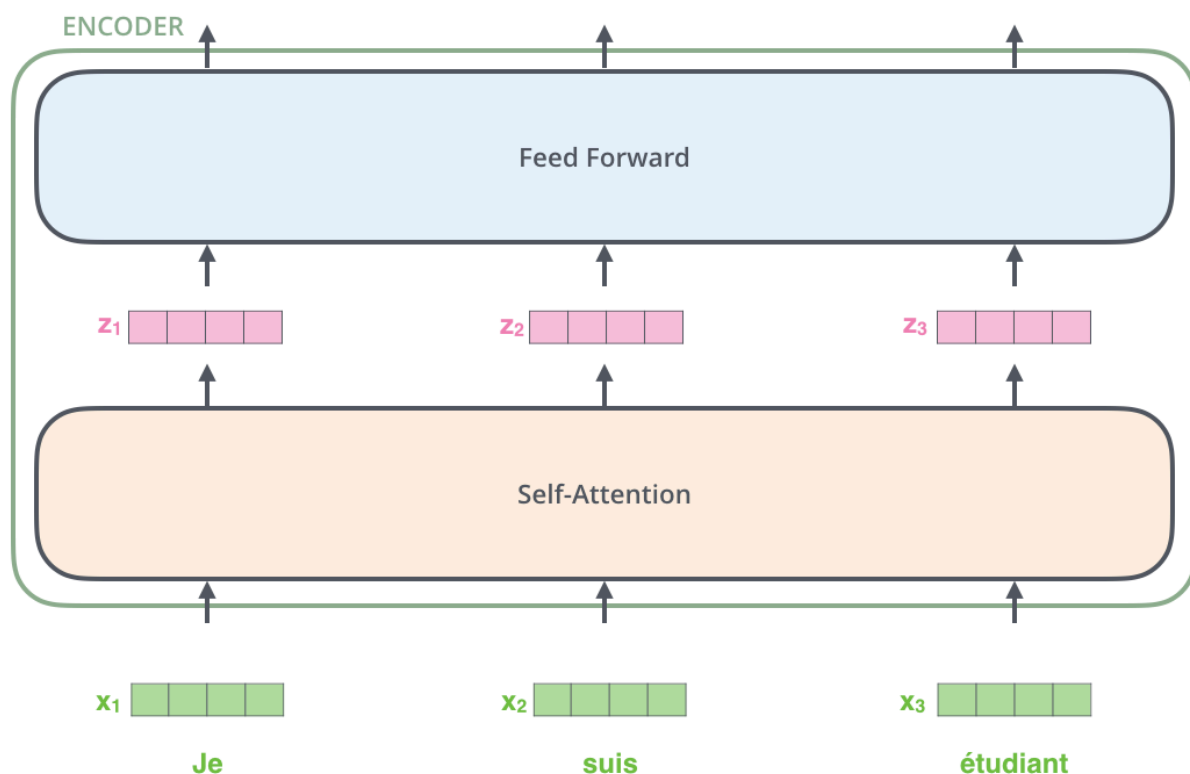 ENCODER
Feed Forward
z₁ z₂ z₃
Self-Attention
x₁ x₂ x₃
Je suis étudiant